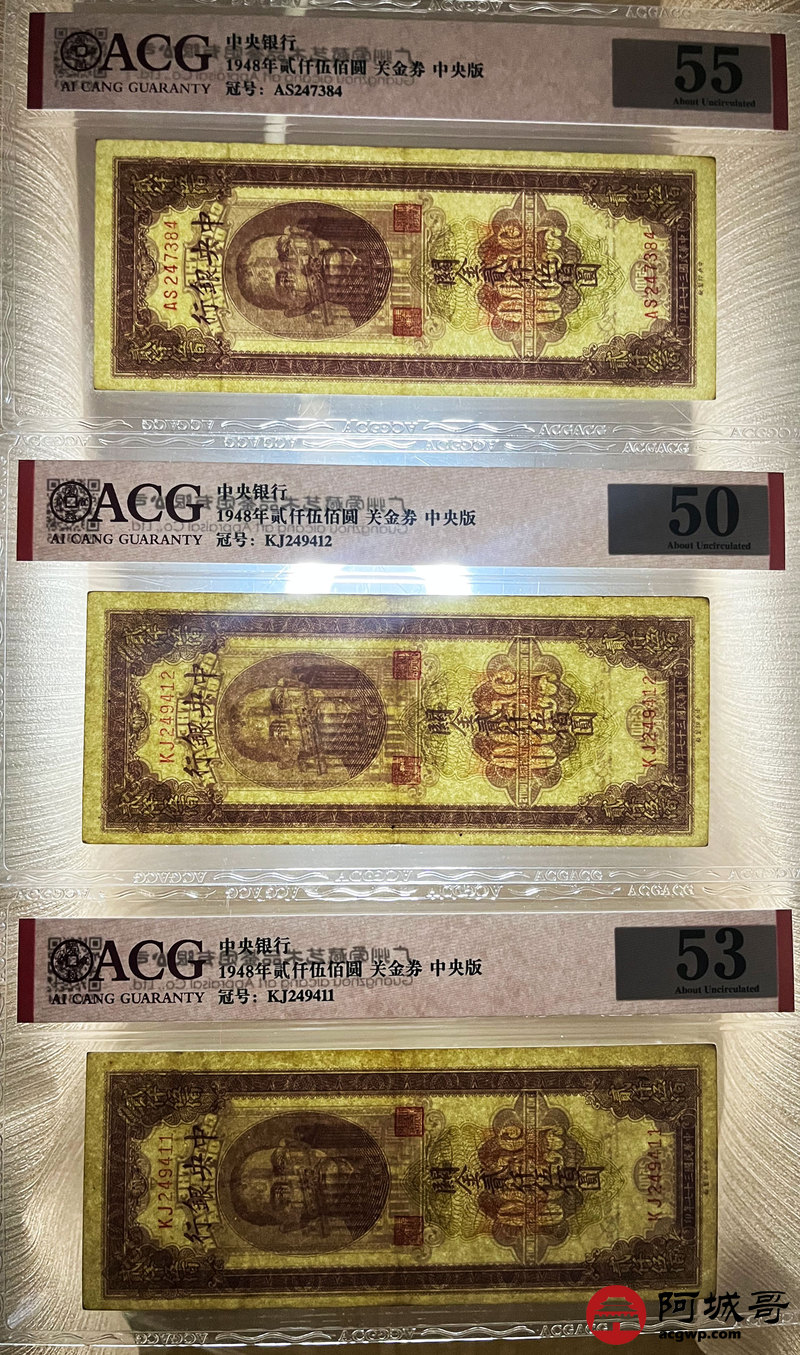 ACG
AI CANG GUARANTY
中央银行
1948年贰仟伍佰圆 关金券 中央版
冠号：AS247384
55
About Uncirculated
AS247384
中央銀行
關金貳仟伍佰圓
AS247384
ACG
AI CANG GUARANTY
中央银行
1948年贰仟伍佰圆 关金券 中央版
冠号：KJ249412
50
About Uncirculated
KJ249412
中央銀行
關金貳仟伍佰圓
KJ249412
ACG
AI CANG GUARANTY
中央银行
1948年贰仟伍佰圆 关金券 中央版
冠号：KJ249411
53
About Uncirculated
KJ249411
中央銀行
關金貳仟伍佰圓
KJ249411
阿城哥
acgwp.com